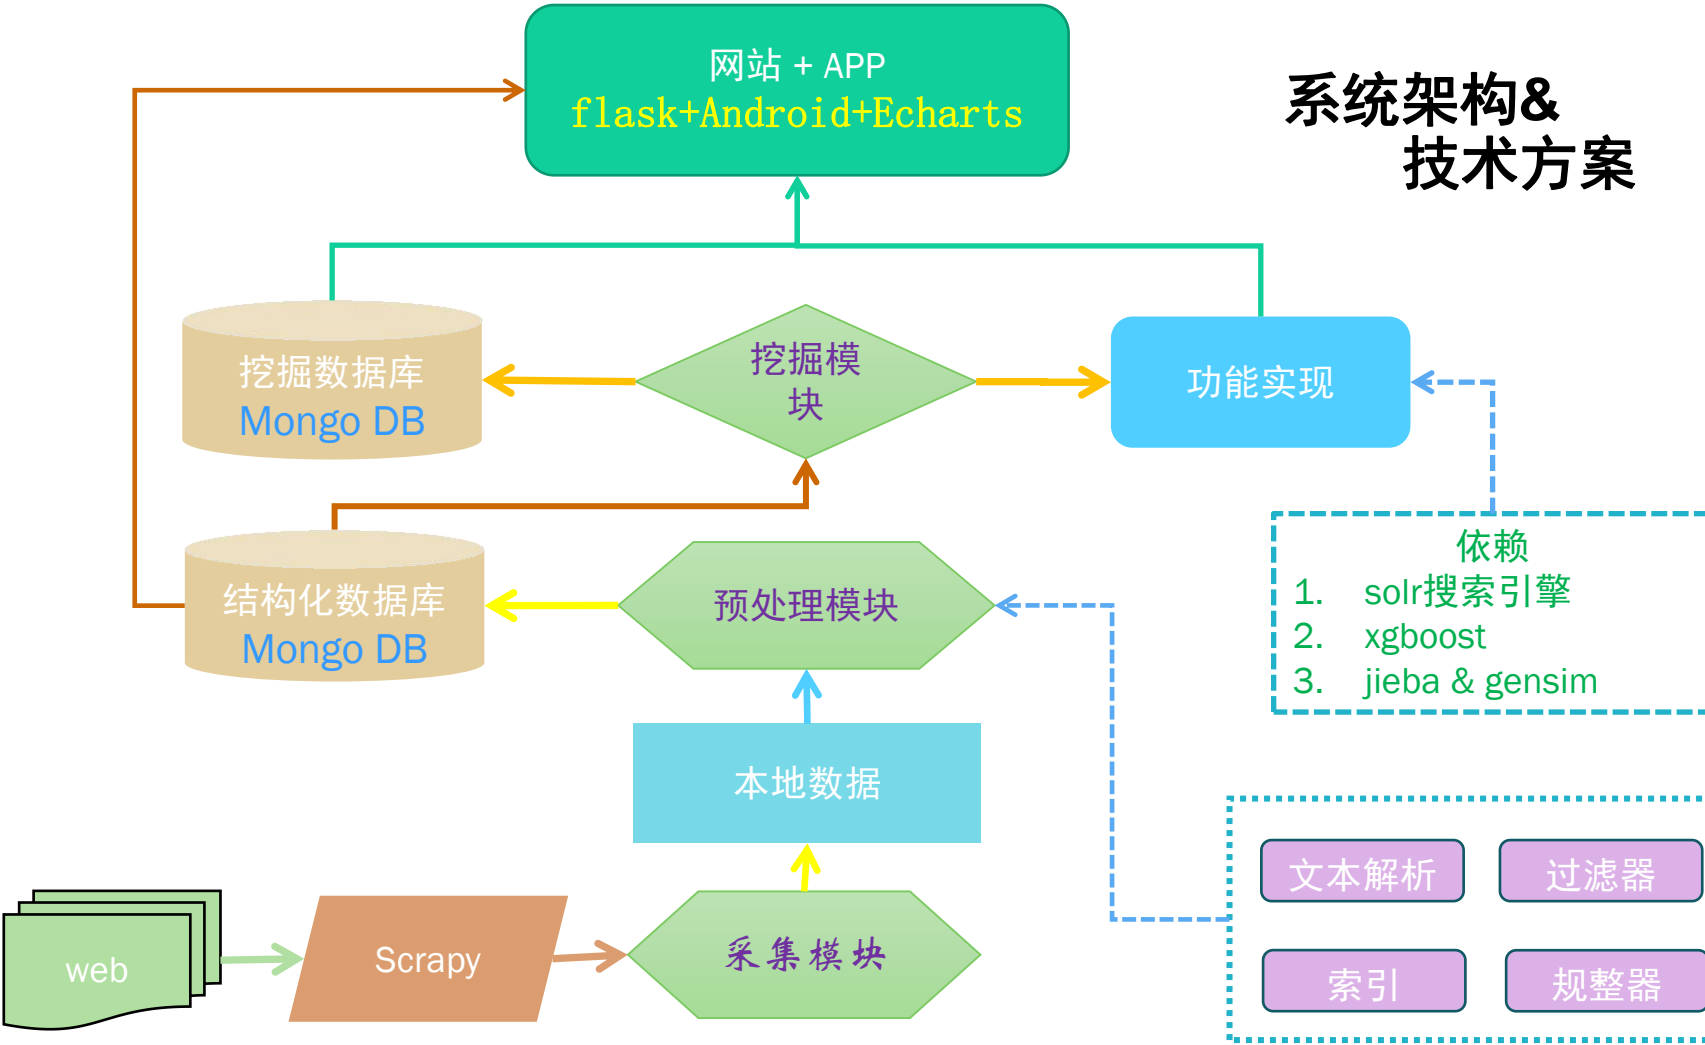 网站 + APP
flask+Android+Echarts
系统架构&
技术方案
挖掘数据库
Mongo DB
挖掘模
块
功能实现
结构化数据库
Mongo DB
预处理模块
依赖
1. solr搜索引擎
2. xgboost
3. jieba & gensim
本地数据
文本解析
过滤器
web
Scrapy
采集模块
索引
规整器